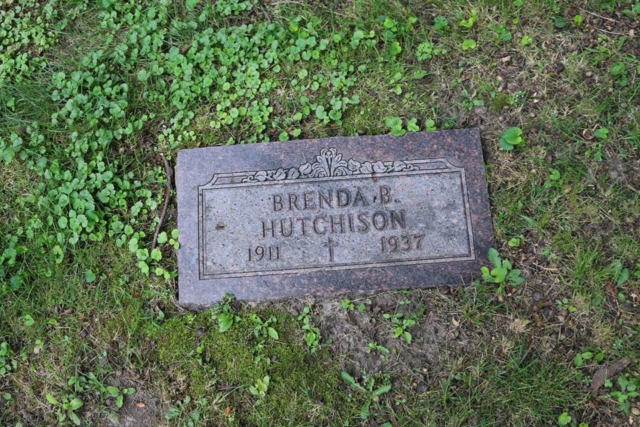 BRENDA B.
HUTCHISON
1911 1937